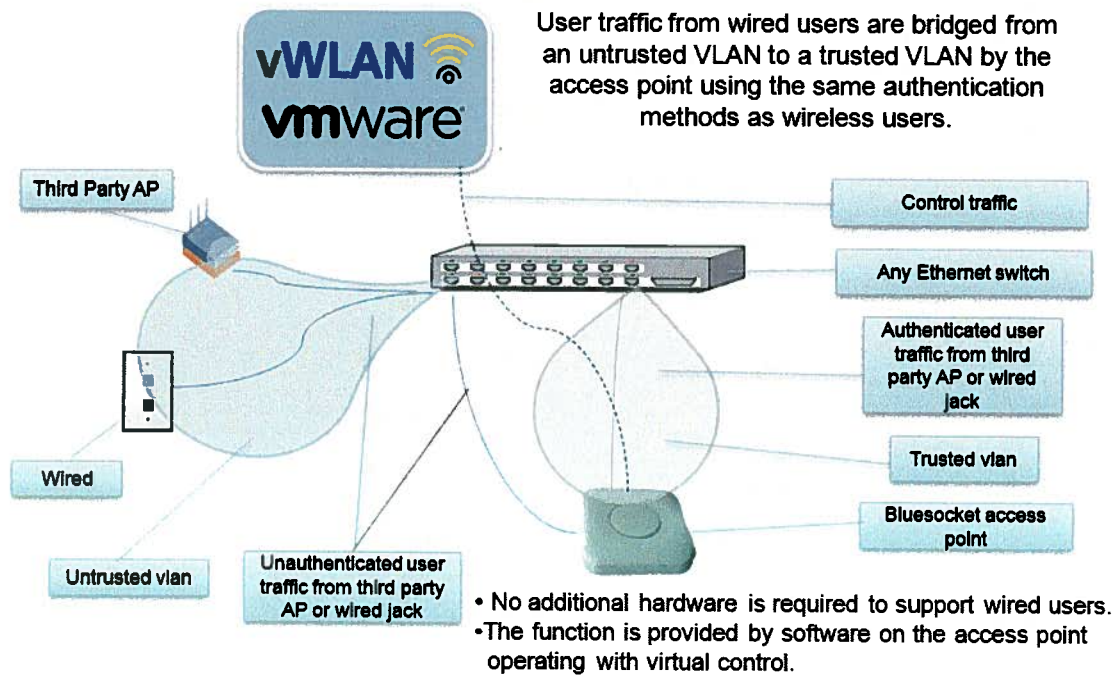 vWLAN
vmware
User traffic from wired users are bridged from
an untrusted VLAN to a trusted VLAN by the
access point using the same authentication
methods as wireless users.
Third Party AP
Control traffic
Any Ethernet switch
Authenticated user
traffic from third
party AP or wired
jack
Wired
Trusted vlan
Bluesocket access
point
Untrusted vlan
Unauthenticated user
traffic from third party
AP or wired jack
• No additional hardware is required to support wired users.
•The function is provided by software on the access point
operating with virtual control.